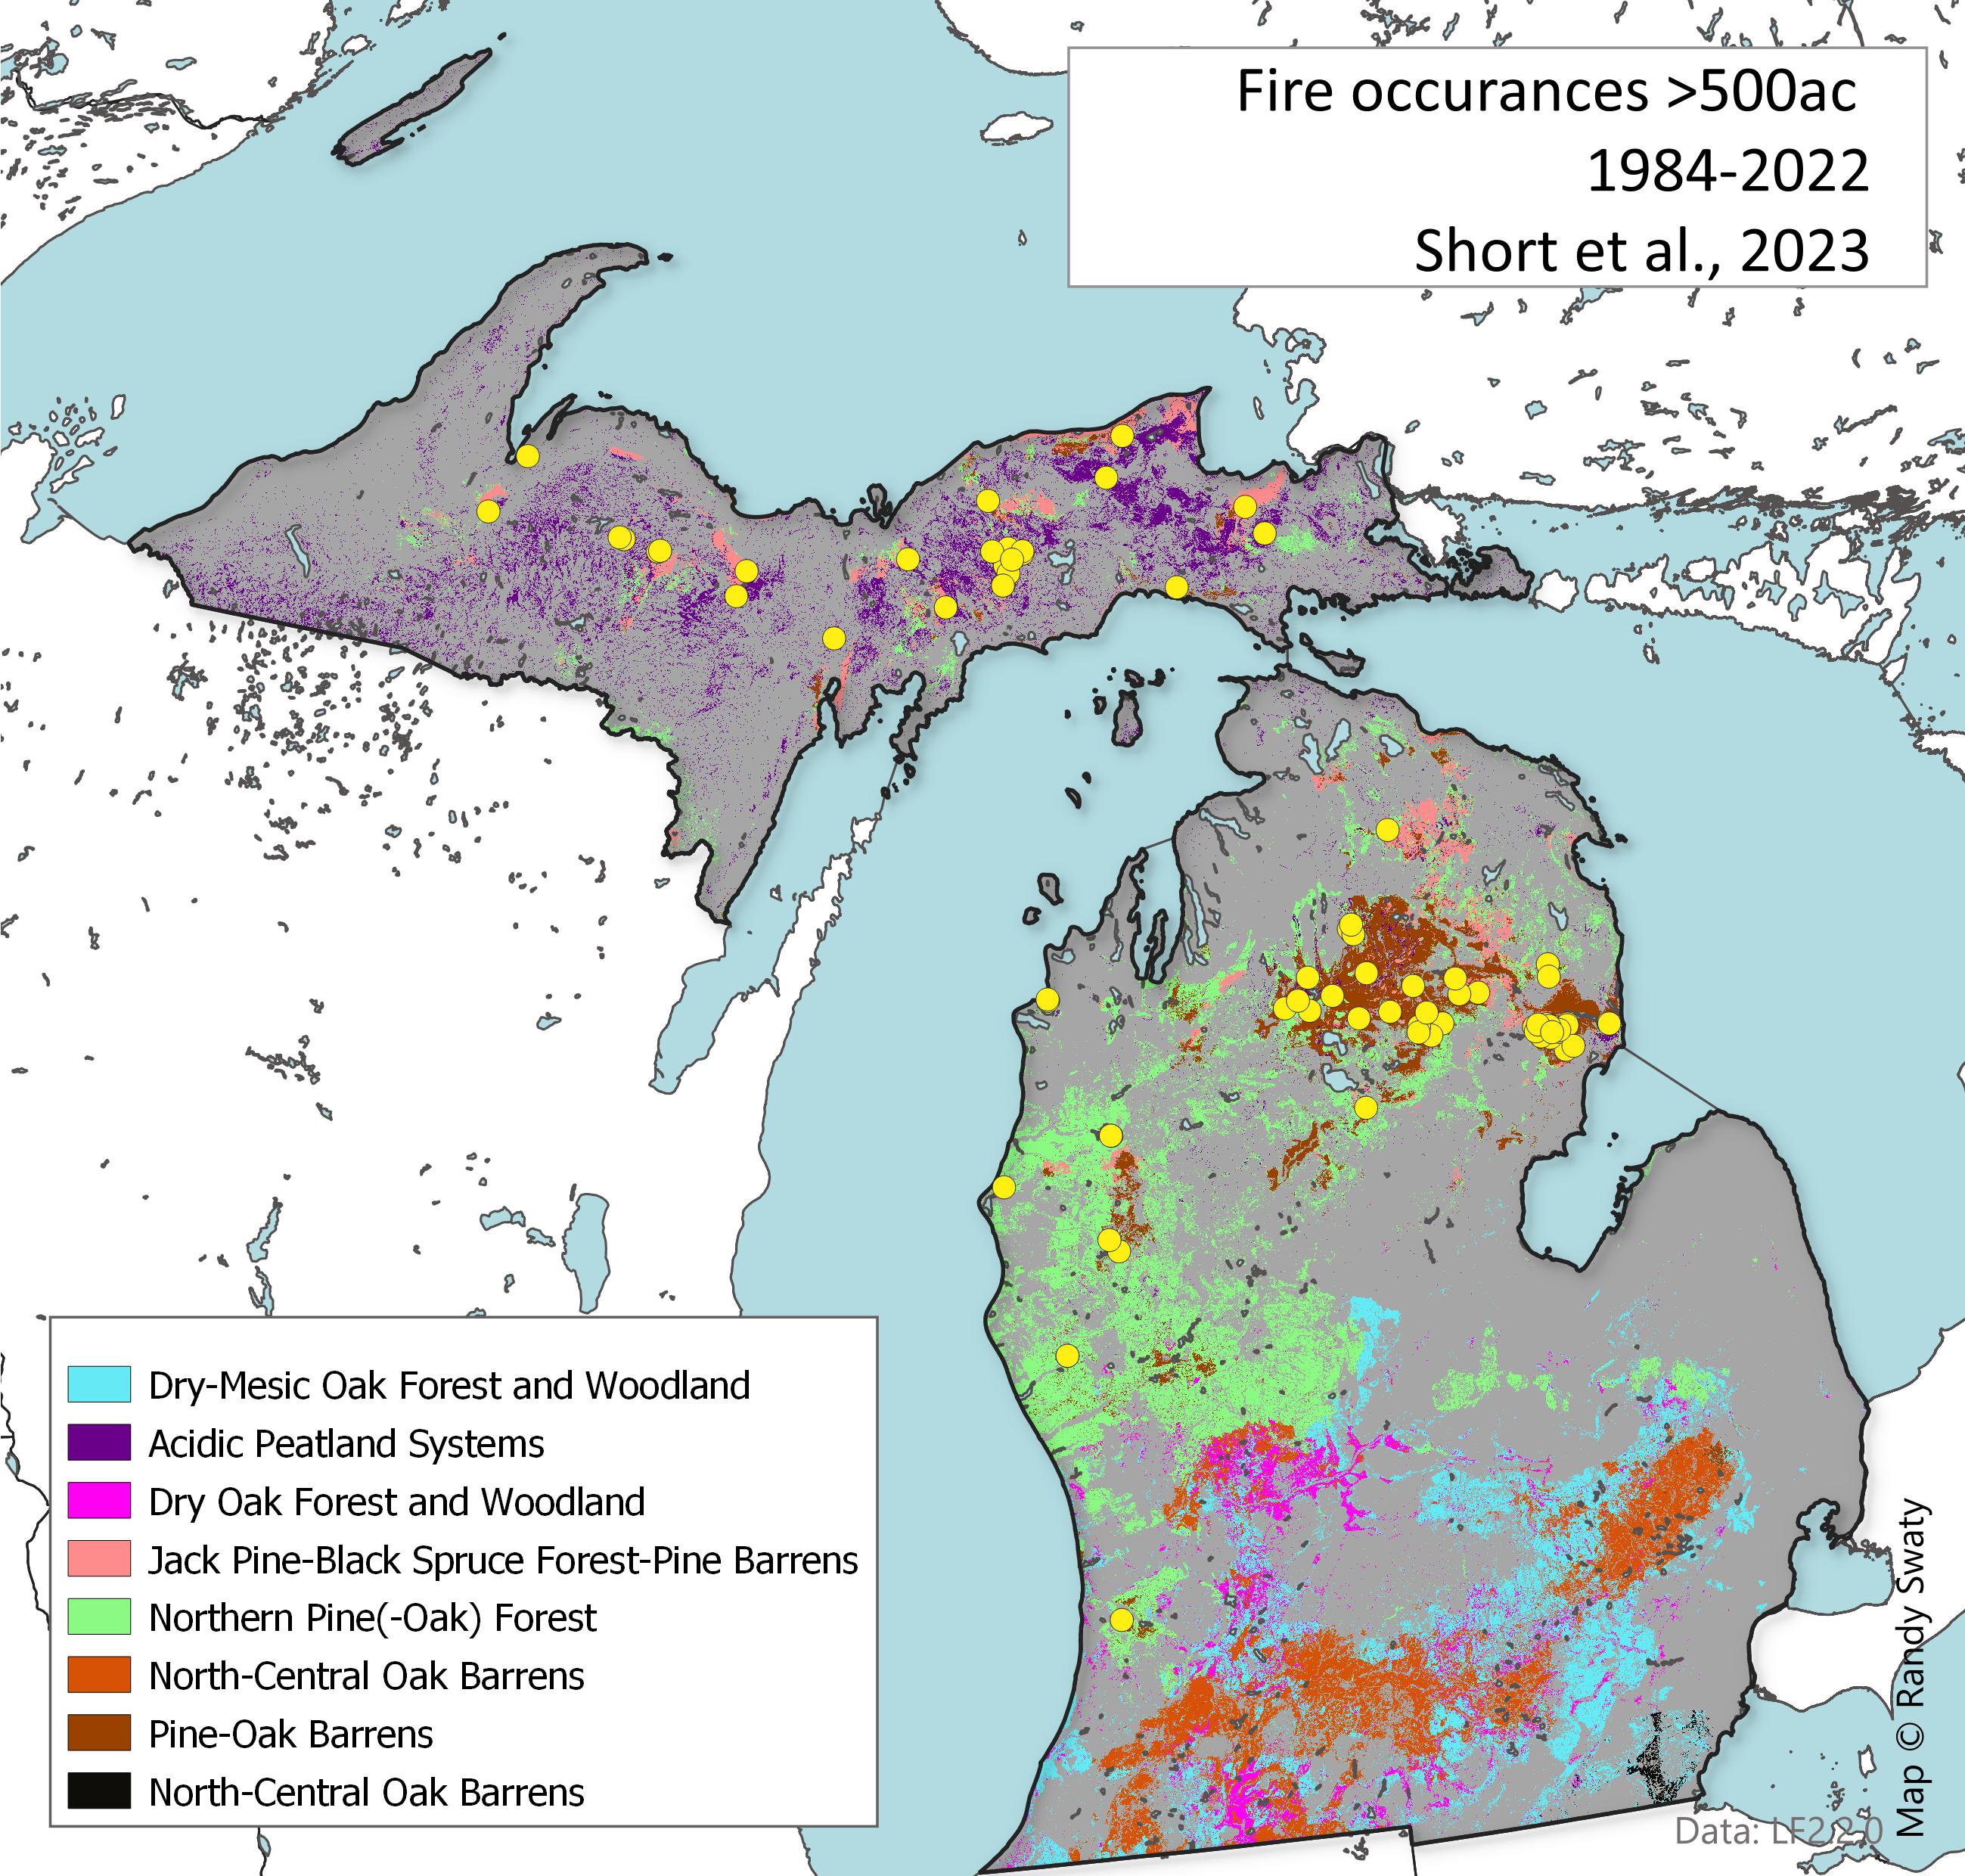 Fire occurances >500ac
1984-2022
Short et al., 2023
Dry-Mesic Oak Forest and Woodland
Acidic Peatland Systems
Dry Oak Forest and Woodland
Jack Pine-Black Spruce Forest-Pine Barrens
Northern Pine(-Oak) Forest
North-Central Oak Barrens
Pine-Oak Barrens
North-Central Oak Barrens
Data: LF2.2.0
Map © Randy Swaty